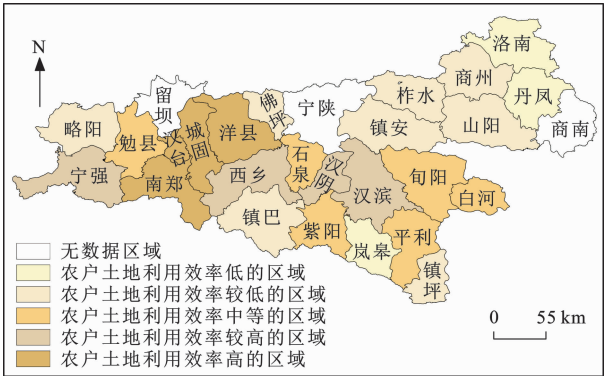 N
洛南
商州
丹凤
柞水
商南
山阳
镇安
宁陕
佛坪
留坝
略阳
勉县
汉台
城固
洋县
石泉
汉阴
宁强
南郑
西乡
汉滨
旬阳
白河
镇巴
紫阳
岚皋
平利
镇坪
无数据区域
农户土地利用效率低的区域
农户土地利用效率较低的区域
农户土地利用效率中等的区域
农户土地利用效率较高的区域
农户土地利用效率高的区域
0 55 km